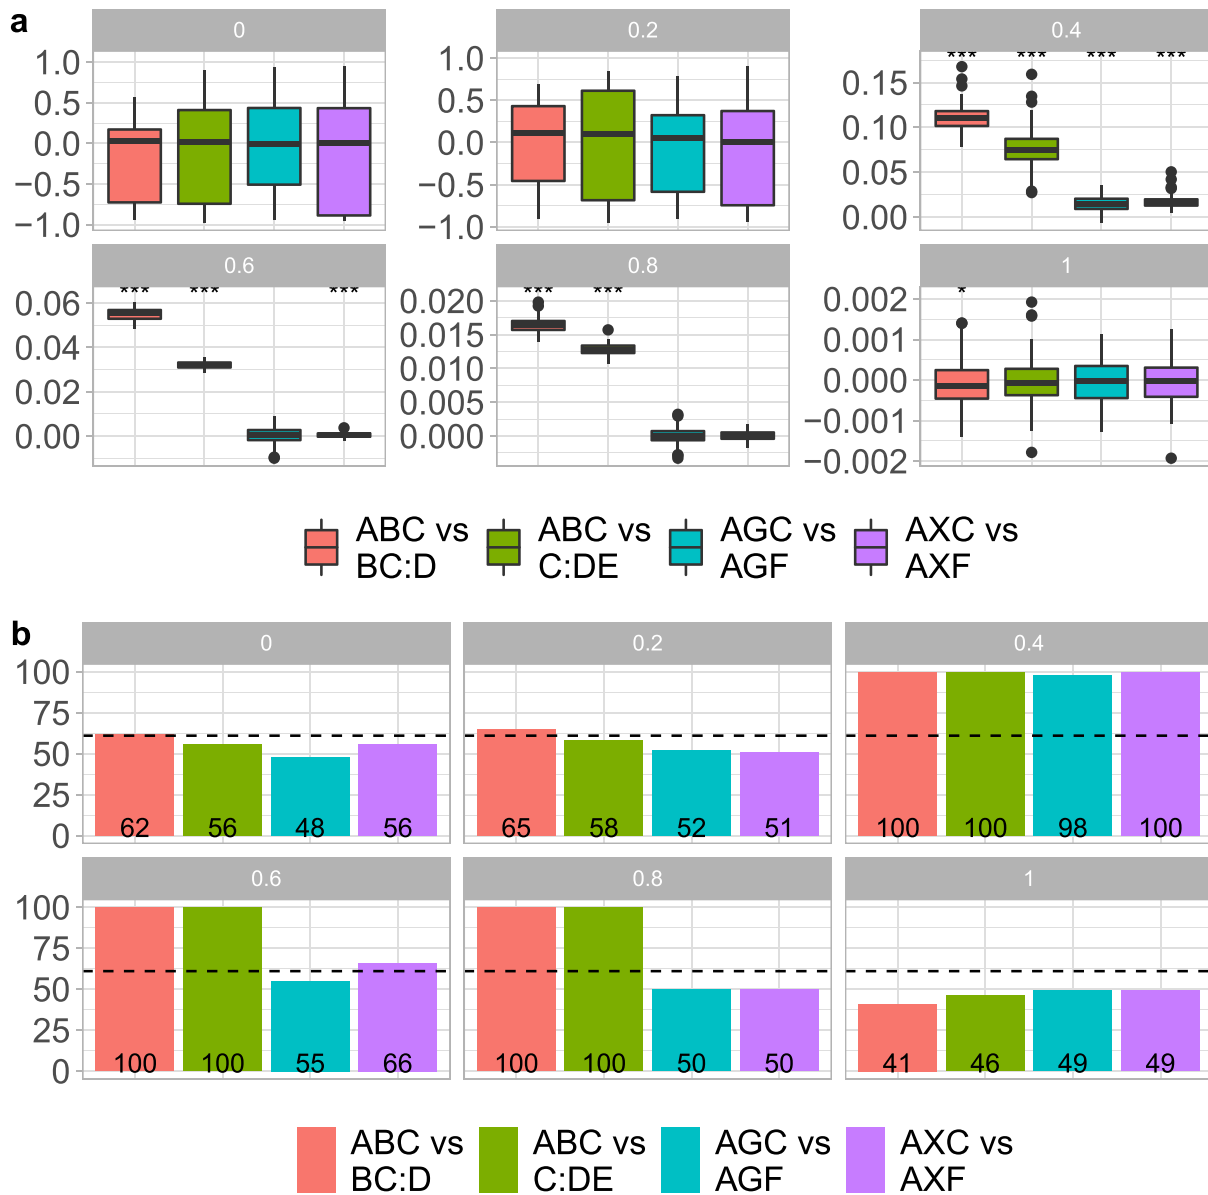 a
0
0.2
0.4
1.0
0.5
0.0
−0.5
−1.0
1.0
0.5
0.0
−0.5
−1.0
*** *** *** ***
0.15
0.10
0.05
0.00
0.6
0.8
1
*** *** ***
0.06
0.04
0.02
0.00
*** ***
0.020
0.015
0.010
0.005
0.000
*
0.002
0.001
0.000
−0.001
−0.002
ABC vs
BC:D
ABC vs
C:DE
AGC vs
AGF
AXC vs
AXF
b
0
0.2
0.4
100
75
50
25
0
62 56 48 56
65 58 52 51
100 100 98 100
0.6
0.8
1
100
75
50
25
0
100 100 55 66
100 100 50 50
41 46 49 49
ABC vs
BC:D
ABC vs
C:DE
AGC vs
AGF
AXC vs
AXF